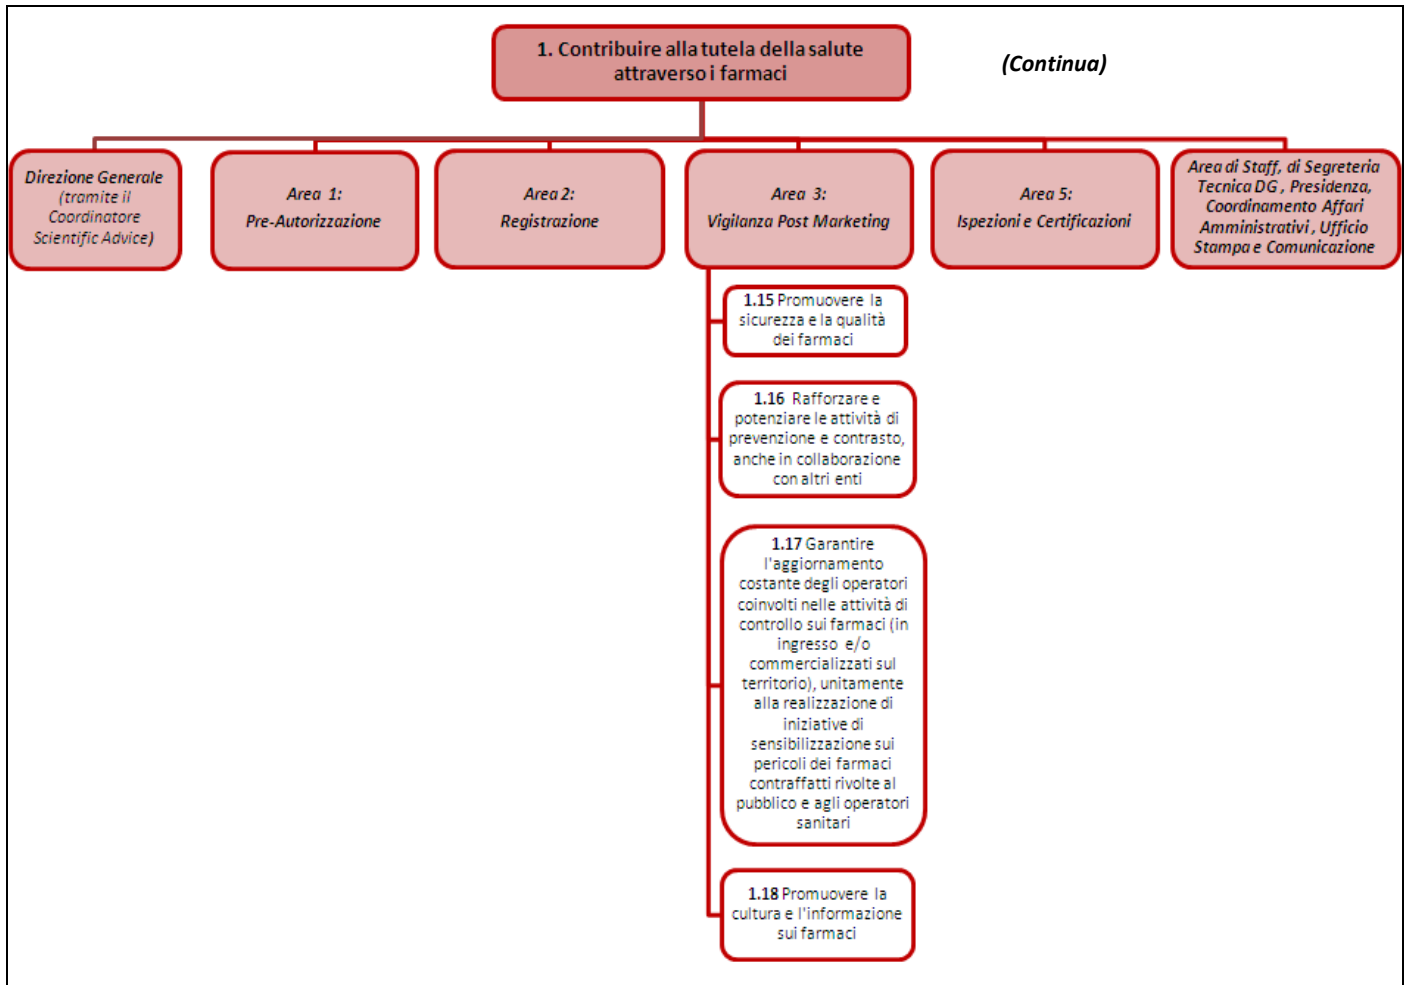 1. Contribuire alla tutela della salute
attraverso i farmaci
(Continua)
Direzione Generale
(tramite il
Coordinatore
Scientific Advice)
Area 1:
Pre-Autorizzazione
Area 2:
Registrazione
Area 3:
Vigilanza Post Marketing
Area 5:
Ispezioni e Certificazioni
Area di Staff, di Segreteria
Tecnica DG , Presidenza,
Coordinamento Affari
Amministrativi , Ufficio
Stampa e Comunicazione
1.15 Promuovere la
sicurezza e la qualità
dei farmaci
1.16 Rafforzare e
potenziare le attività di
prevenzione e contrasto,
anche in collaborazione
con altri enti
1.17 Garantire
l'aggiornamento
costante degli operatori
coinvolti nelle attività di
controllo sui farmaci (in
ingresso e/o
commercializzati sul
territorio), unitamente
alla realizzazione di
iniziative di
sensibilizzazione sui
pericoli dei farmaci
contraffatti rivolte al
pubblico e agli operatori
sanitari
1.18 Promuovere la
cultura e l'informazione
sui farmaci